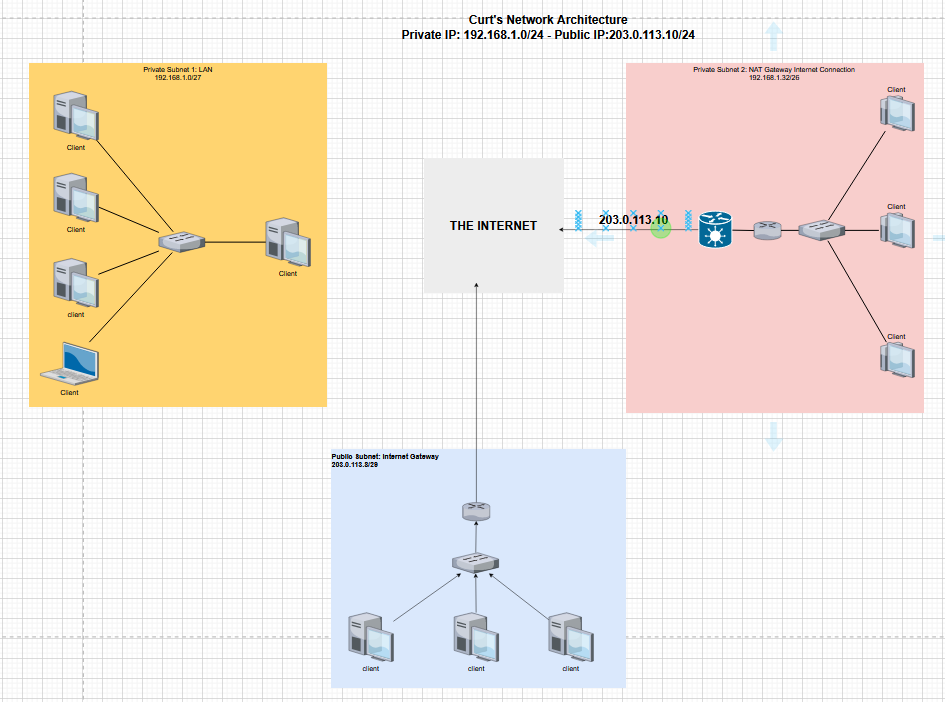 Curt's Network Architecture
Private IP: 192.168.1.0/24 - Public IP:203.0.113.10/24
Private Subnet 1: LAN
192.168.1.0/27
Client
Client
client
Client
Client
THE INTERNET
203.0.113.10
Private Subnet 2: NAT Gateway Internet Connection
192.168.1.32/26
Client
Client
Client
Public Subnet: Internet Gateway
203.0.113.8/29
client
client
client